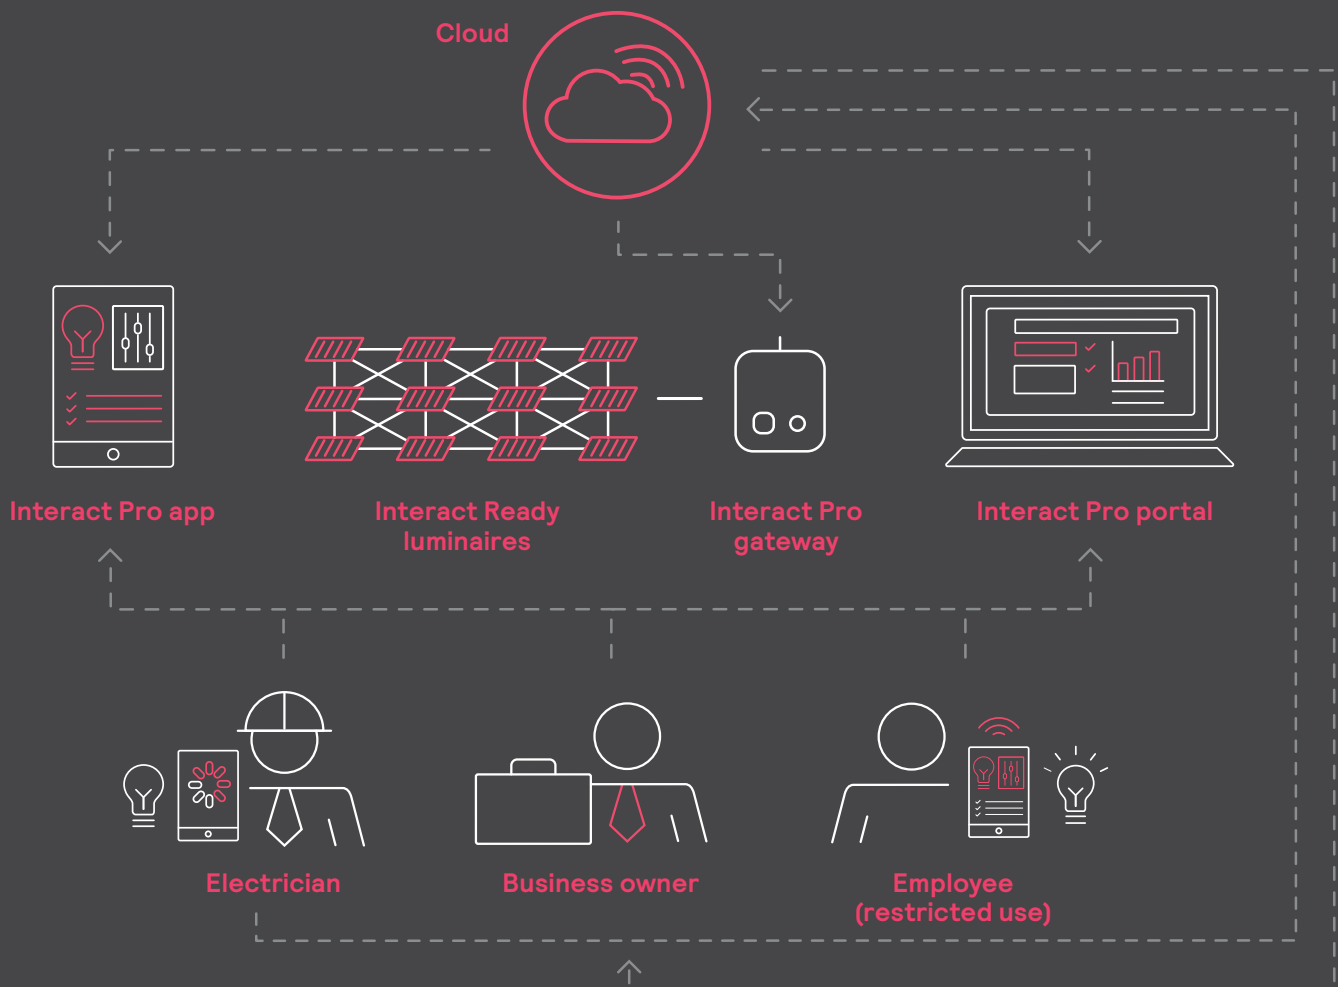 Cloud
Interact Pro app
Interact Ready
luminaires
Interact Pro
gateway
Interact Pro portal
Electrician
Business owner
Employee
(restricted use)